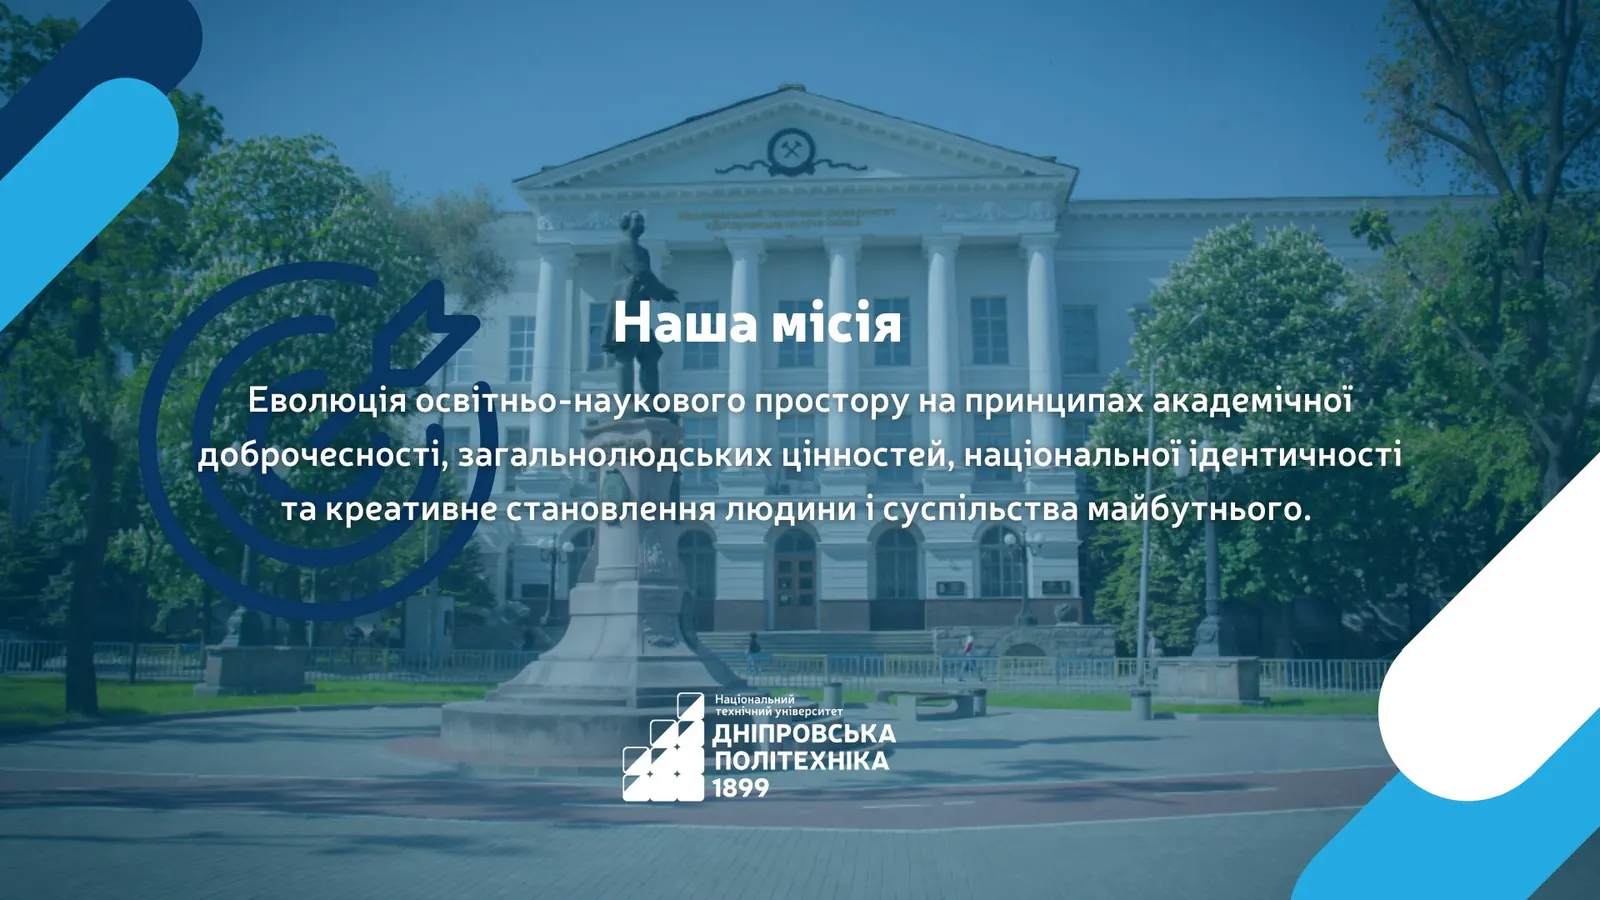 Наша місія
Еволюція освітньо-наукового простору на принципах академічної
доброчесності, загальнолюдських цінностей, національної ідентичності
та креативне становлення людини і суспільства майбутнього.
Національний
технічний університет
ДНІПРОВСЬКА
ПОЛІТЕХНІКА
1899